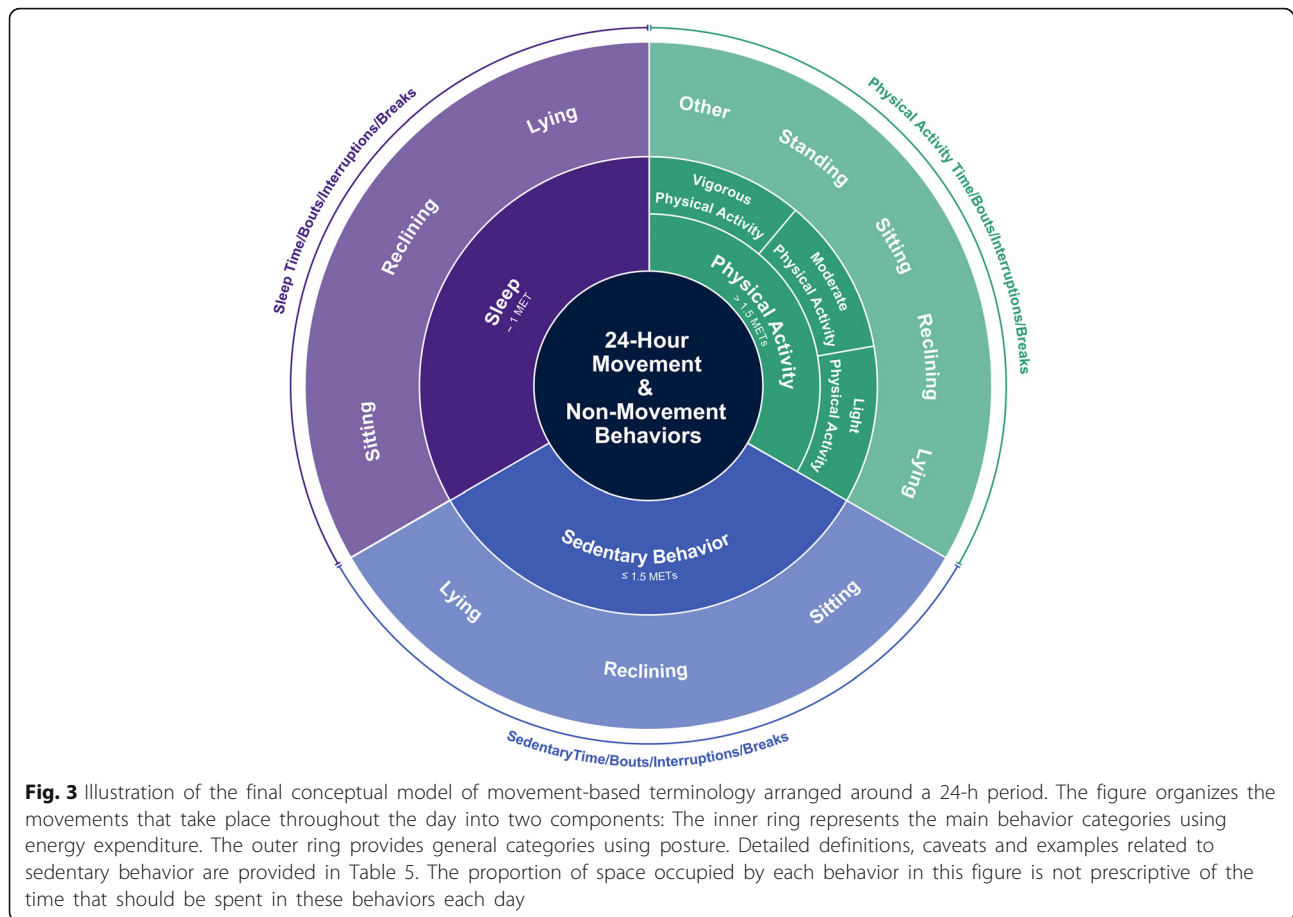 Sleep Time/Bouts/Interruptions/Breaks
Physical Activity Time/Bouts/Interruptions/Breaks
Lying
Reclining
Sitting
Other
Standing
Sitting
Reclining
Lying
Vigorous
Physical Activity
Moderate
Physical Activity
Light
Physical Activity
Sleep
~ 1 MET
Physical Activity
> 1.5 METs
24-Hour
Movement
&
Non-Movement
Behaviors
Sedentary Behavior
≤ 1.5 METs
Lying
Reclining
Sitting
SedentaryTime/Bouts/Interruptions/Breaks
Fig. 3 Illustration of the final conceptual model of movement-based terminology arranged around a 24-h period. The figure organizes the
movements that take place throughout the day into two components: The inner ring represents the main behavior categories using
energy expenditure. The outer ring provides general categories using posture. Detailed definitions, caveats and examples related to
sedentary behavior are provided in Table 5. The proportion of space occupied by each behavior in this figure is not prescriptive of the
time that should be spent in these behaviors each day